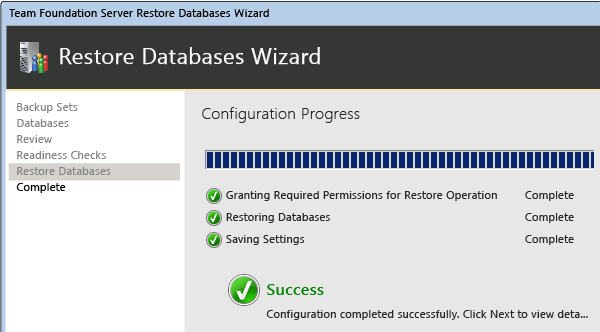 Team Foundation Server Restore Databases Wizard
Restore Databases Wizard
Backup Sets
Databases
Review
Readiness Checks
Restore Databases
Complete
Configuration Progress
Granting Required Permissions for Restore Operation Complete
Restoring Databases Complete
Saving Settings Complete
Success
Configuration completed successfully. Click Next to view deta...